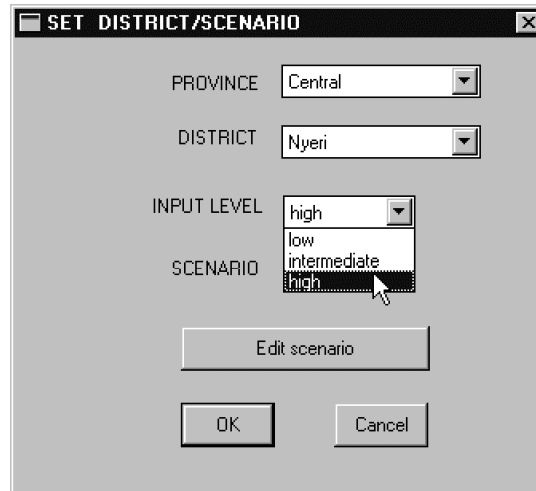 SET DISTRICT/SCENARIO
PROVINCE Central
DISTRICT Nyeri
INPUT LEVEL high
low
intermediate
SCENARIO
high
Edit scenario
OK Cancel